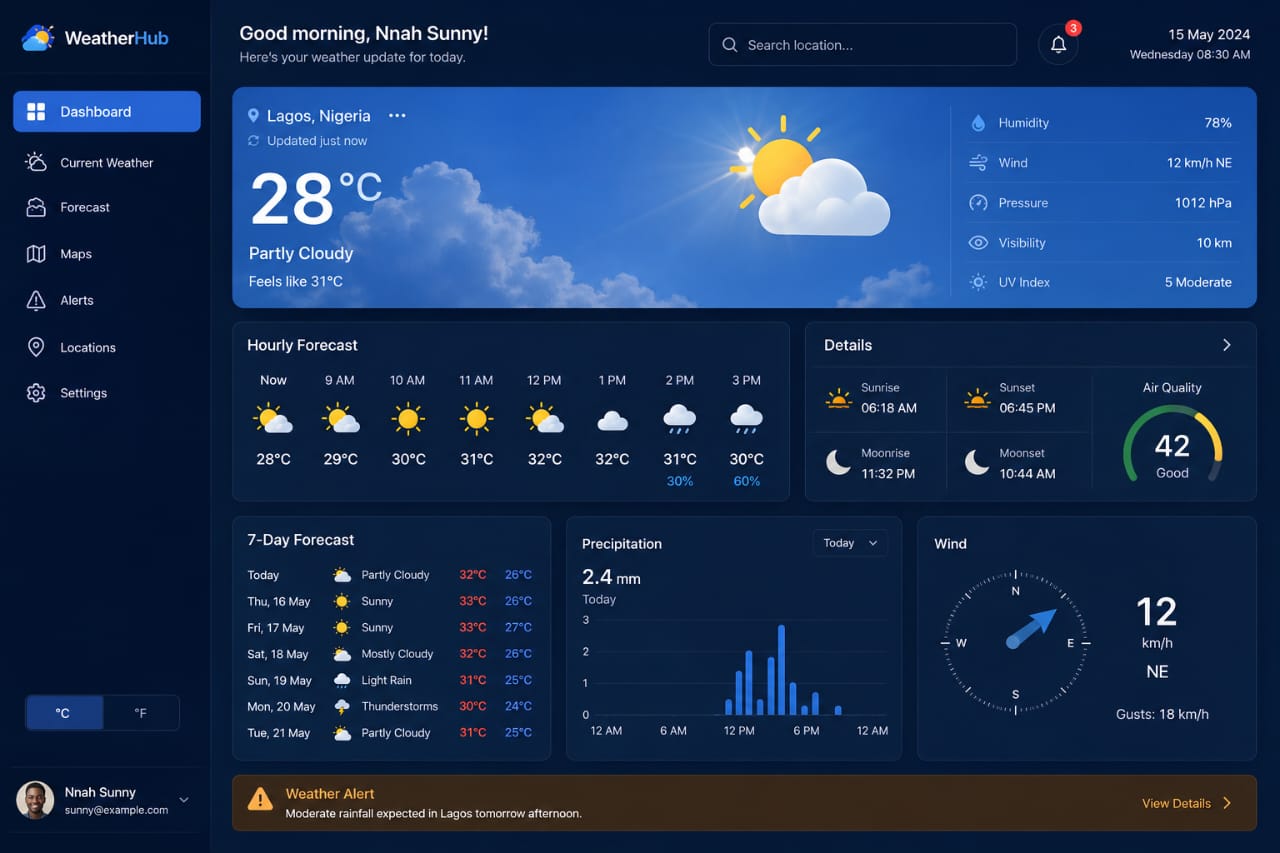 WeatherHub
Dashboard
Current Weather
Forecast
Maps
Alerts
Locations
Settings
°C
°F
Nnah Sunny
sunny@example.com
Good morning, Nnah Sunny!
Here's your weather update for today.
Search location...
3
15 May 2024
Wednesday 08:30 AM
Lagos, Nigeria
Updated just now
28°C
Partly Cloudy
Feels like 31°C
Humidity 78%
Wind 12 km/h NE
Pressure 1012 hPa
Visibility 10 km
UV Index 5 Moderate
Hourly Forecast
Now 9 AM 10 AM 11 AM 12 PM 1 PM 2 PM 3 PM
28°C 29°C 30°C 31°C 32°C 32°C 31°C 30°C
30% 60%
Details
Sunrise
06:18 AM
Sunset
06:45 PM
Moonrise
11:32 PM
Moonset
10:44 AM
Air Quality
42
Good
7-Day Forecast
Today Partly Cloudy 32°C 26°C
Thu, 16 May Sunny 33°C 26°C
Fri, 17 May Sunny 33°C 27°C
Sat, 18 May Mostly Cloudy 32°C 26°C
Sun, 19 May Light Rain 31°C 25°C
Mon, 20 May Thunderstorms 30°C 24°C
Tue, 21 May Partly Cloudy 31°C 25°C
Precipitation
Today
2.4 mm
Today
3
2
1
0
12 AM 6 AM 12 PM 6 PM 12 AM
Wind
N
W
E
S
12
km/h
NE
Gusts: 18 km/h
Weather Alert
Moderate rainfall expected in Lagos tomorrow afternoon.
View Details